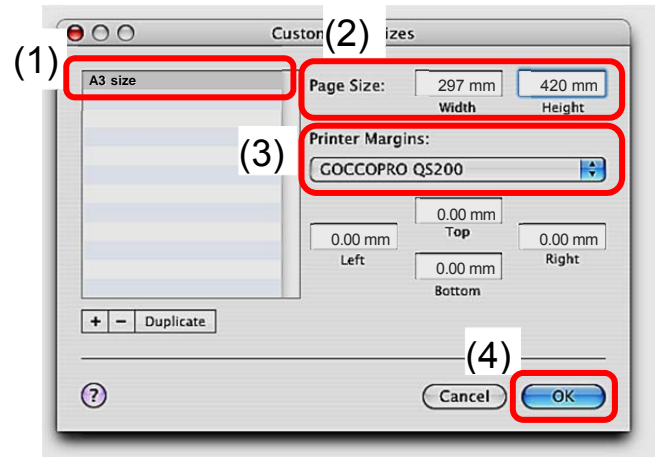 Custom (2) izes
(1)
A3 size
Page Size: 297 mm 420 mm
Width Height
Printer Margins:
(3)
GOCCOPRO QS200
0.00 mm
Top
0.00 mm 0.00 mm
Left Right
0.00 mm
Bottom
+ − Duplicate
(4)
? Cancel OK